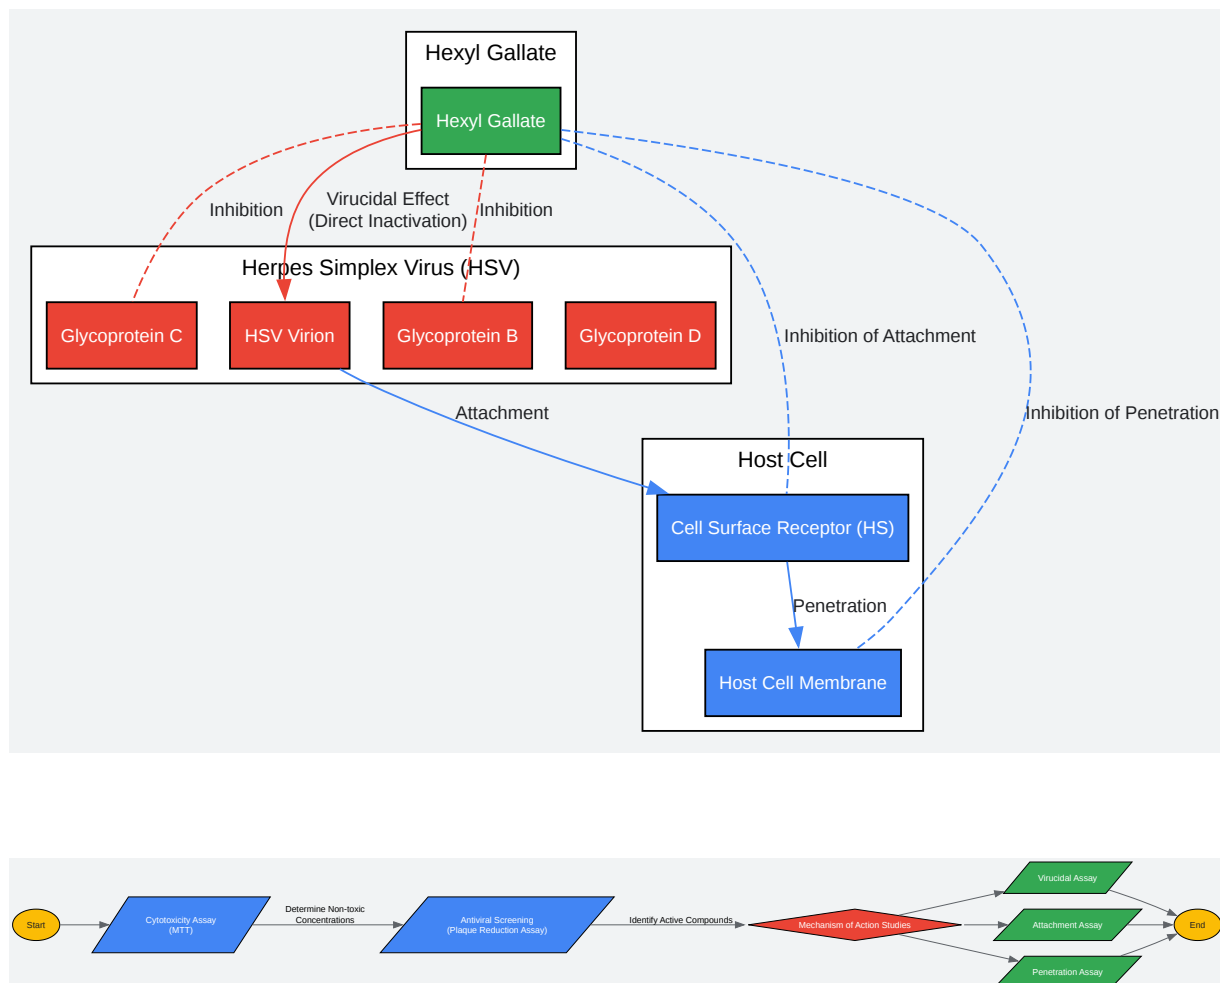 Hexyl Gallate
Hexyl Gallate
Inhibition
Virucidal Effect
(Direct Inactivation)
Inhibition
Herpes Simplex Virus (HSV)
Glycoprotein C
HSV Virion
Glycoprotein B
Glycoprotein D
Inhibition of Attachment
Attachment
Inhibition of Penetration
Host Cell
Cell Surface Receptor (HS)
Penetration
Host Cell Membrane
Start
Cytotoxicity Assay
(MTT)
Determine Non-toxic
Concentrations
Antiviral Screening
(Plaque Reduction Assay)
Identify Active Compounds
Mechanism of Action Studies
Virucidal Assay
Attachment Assay
Penetration Assay
End